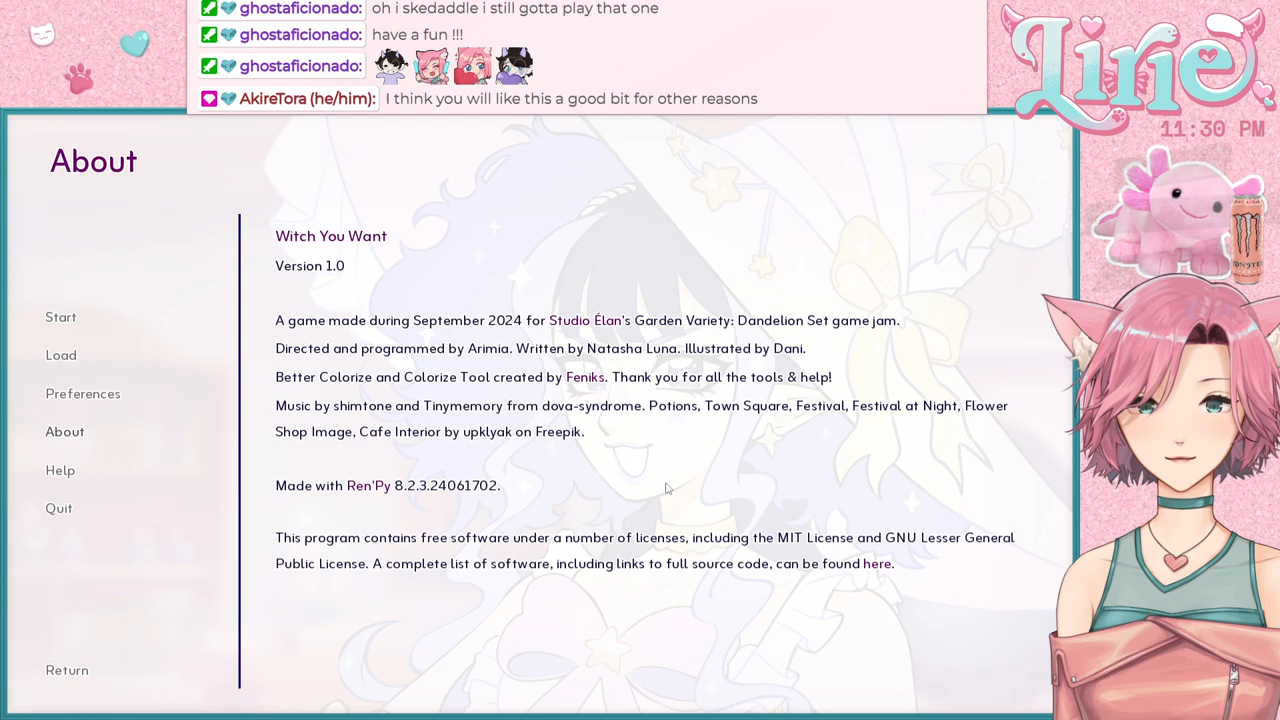 ghostaficionado: oh i skedaddle i still gotta play that one
ghostaficionado: have a fun !!!
ghostaficionado:
AkireTora (he/him): I think you will like this a good bit for other reasons
Lirie
11:30 PM
About
Witch You Want
Version 1.0
Start
Load
Preferences
About
Help
Quit
Return
A game made during September 2024 for Studio Élan's Garden Variety: Dandelion Set game jam.
Directed and programmed by Arimia. Written by Natasha Luna. Illustrated by Dani.
Better Colorize and Colorize Tool created by Feniks. Thank you for all the tools & help!
Music by shimtone and Tinymemory from dova-syndrome. Potions, Town Square, Festival, Festival at Night, Flower
Shop Image, Cafe Interior by upklyak on Freepik.
Made with Ren'Py 8.2.3.24061702.
This program contains free software under a number of licenses, including the MIT License and GNU Lesser General
Public License. A complete list of software, including links to full source code, can be found here.
MONSTER